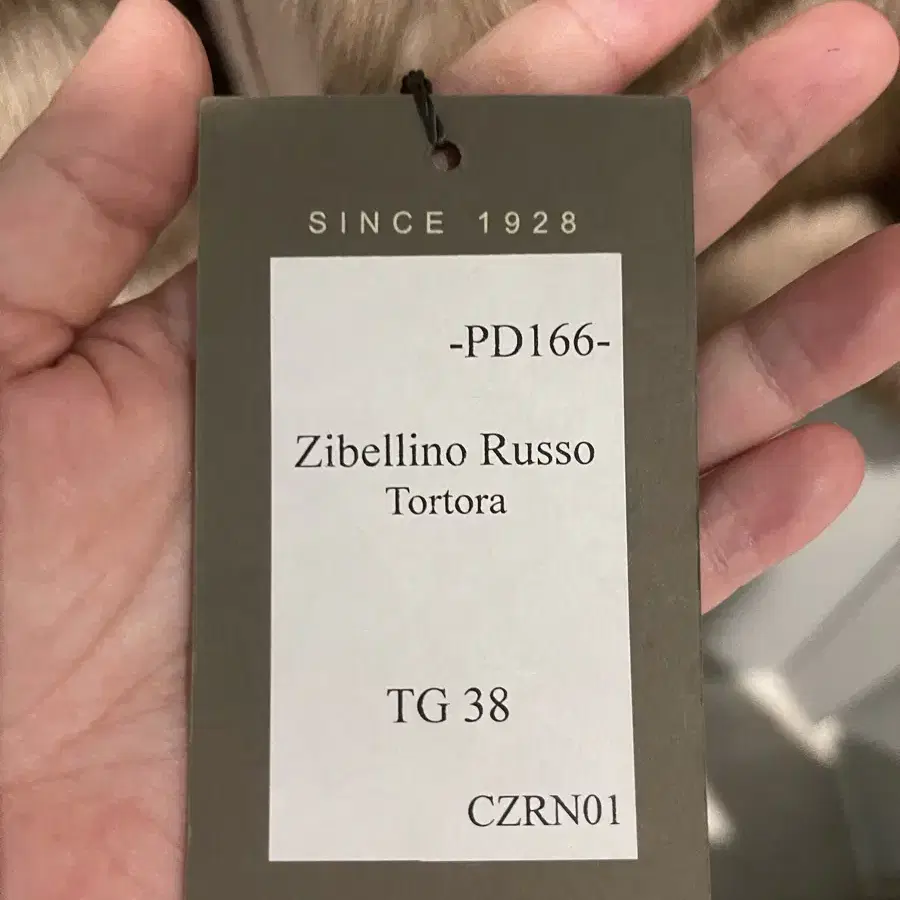 SINCE 1928
-PD166-
Zibellino Russo
Tortora
TG 38
CZRN01